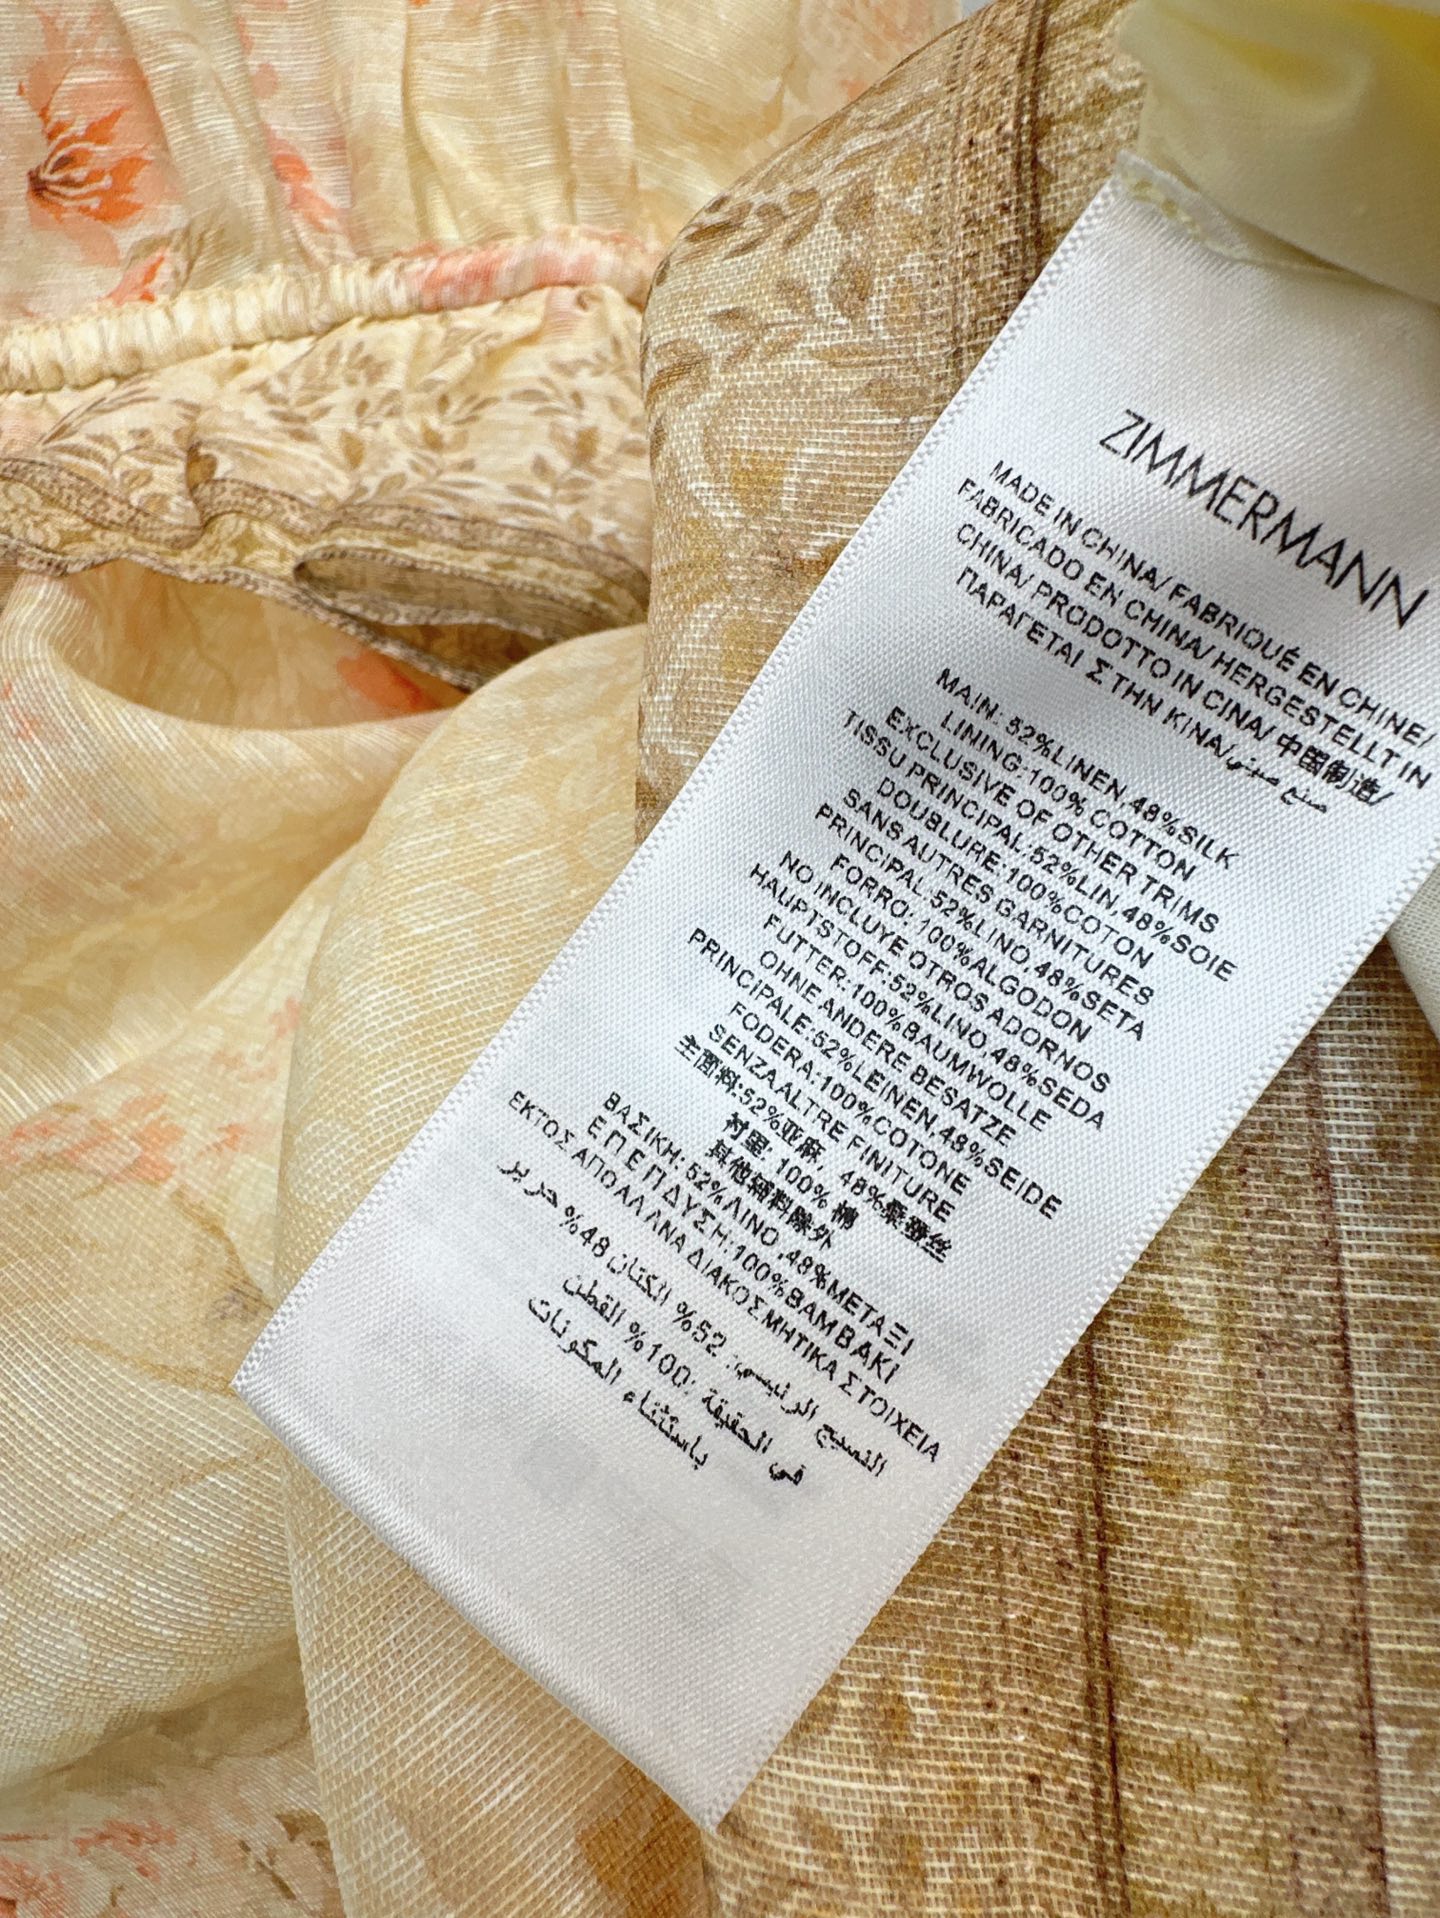 ZIMMERMANN
MADE IN CHINA/ FABRIQUÉ EN CHINE/
FABRICADO EN CHINA/ HERGESTELLT IN
CHINA/ PRODOTTO IN CINA/ 中国制造/
ΠΑΡΑΓΕΤΑΙ ΣΤΗΝ ΚΙΝΑ/صنع صيني
MAIN: 52%LINEN,48%SILK
LINING:100% COTTON
EXCLUSIVE OF OTHER TRIMS
TISSU PRINCIPAL:52%LIN,48%SOIE
DOUBLURE:100%COTON
SANS AUTRES GARNITURES
PRINCIPAL:52%LINO,48%SETA
FORRO: 100%ALGODON
NO INCLUYE OTROS ADORNOS
HAUPTSTOFF:52%LINO,48%SEDA
FUTTER:100%BAUMWOLLE
OHNE ANDERE BESATZE
PRINCIPALE:52%LEINEN,48%SEIDE
FODERA:100%COTONE
SENZA ALTRE FINITURE
主面料:52%亚麻, 48%桑蚕丝
衬里: 100% 棉
其他辅料除外
ΒΑΣΙΚΗ: 52%ΛΙΝΟ,48%ΜΕΤΑΞΙ
ΕΠΕΠΔΥΣΗ:100%ΒΑΜΒΑΚΙ
ΕΚΤΟΣ ΑΠΟ ΑΛΛΑΝΑ ΔΙΑΚΟΣΜΗΤΙΚΑ ΣΤΟΙΧΕΙΑ
النسيج الرئيسي: 52% الكتان 48% حرير
في الحقيقة :100% القطن
باستثناء المكونات